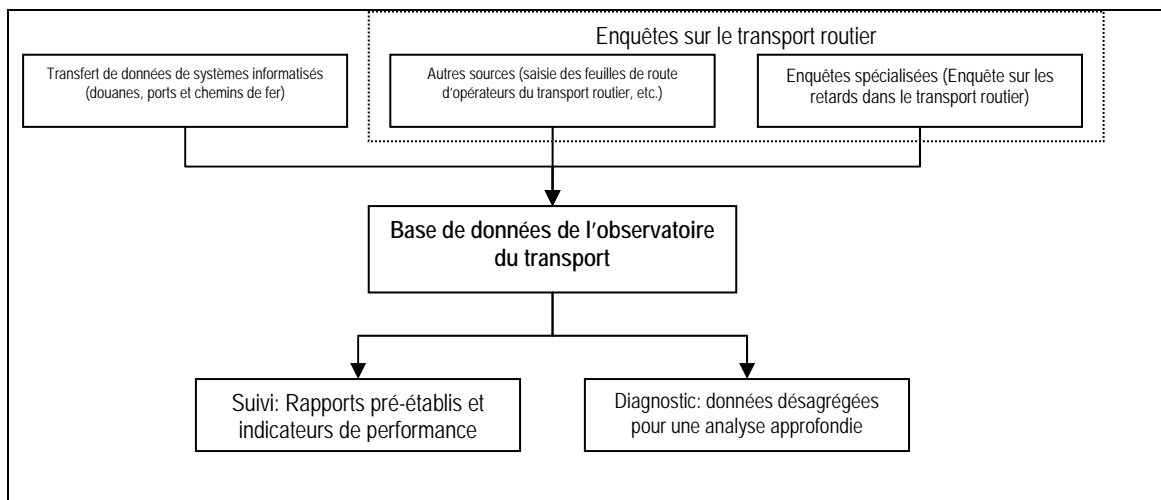 Enquêtes sur le transport routier
Transfert de données de systèmes informatisés
(douanes, ports et chemins de fer)
Autres sources (saisie des feuilles de route
d'opérateurs du transport routier, etc.)
Enquêtes spécialisées (Enquête sur les
retards dans le transport routier)
Base de données de l'observatoire
du transport
Suivi: Rapports pré-établis et
indicateurs de performance
Diagnostic: données désagrégées
pour une analyse approfondie